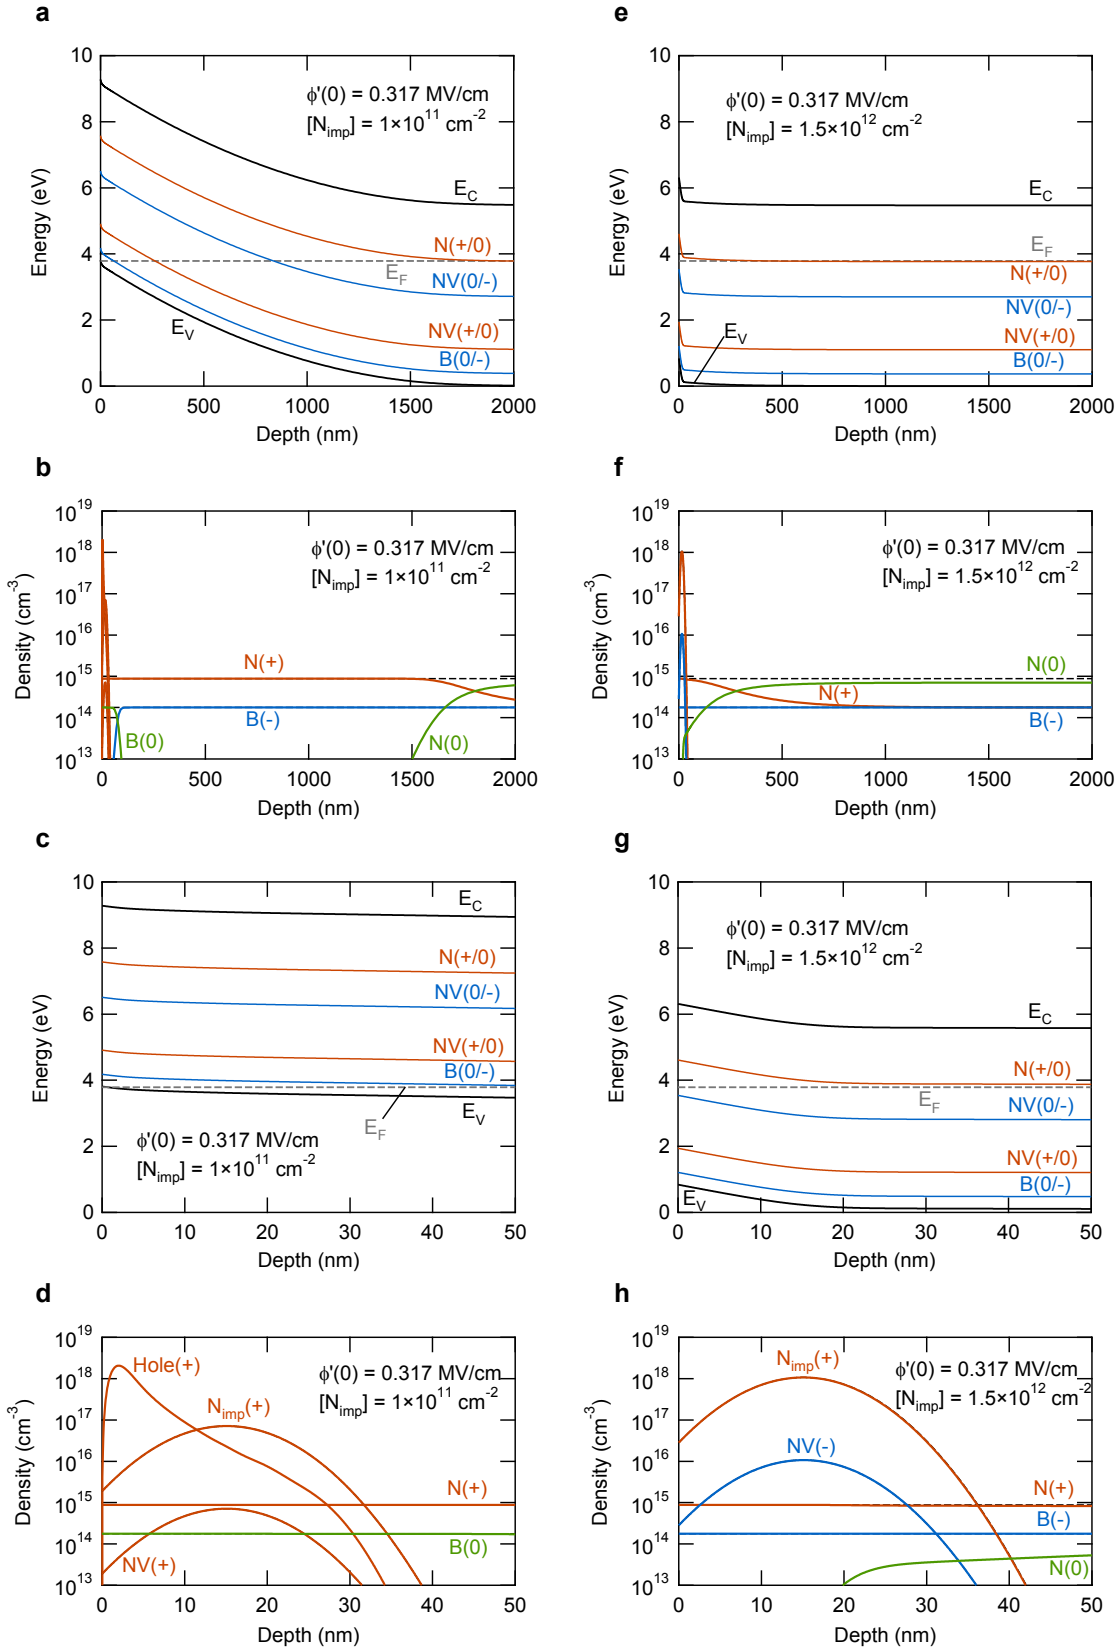 a
10
8
6
4
2
0
Energy (eV)
ϕ'(0) = 0.317 MV/cm
[N_imp] = 1×10^11 cm^-2
E_C
N(+/0)
E_F
NV(0/-)
E_V
NV(+/0)
B(0/-)
0 500 1000 1500 2000
Depth (nm)
e
10
8
6
4
2
0
Energy (eV)
ϕ'(0) = 0.317 MV/cm
[N_imp] = 1.5×10^12 cm^-2
E_C
E_F
N(+/0)
NV(0/-)
E_V
NV(+/0)
B(0/-)
0 500 1000 1500 2000
Depth (nm)
b
10^19
10^18
10^17
10^16
10^15
10^14
10^13
Density (cm^-3)
ϕ'(0) = 0.317 MV/cm
[N_imp] = 1×10^11 cm^-2
N(+)
B(-)
B(0)
N(0)
0 500 1000 1500 2000
Depth (nm)
f
10^19
10^18
10^17
10^16
10^15
10^14
10^13
Density (cm^-3)
ϕ'(0) = 0.317 MV/cm
[N_imp] = 1.5×10^12 cm^-2
N(0)
N(+)
B(-)
0 500 1000 1500 2000
Depth (nm)
c
10
8
6
4
2
0
Energy (eV)
E_C
N(+/0)
NV(0/-)
NV(+/0)
B(0/-)
E_F
E_V
ϕ'(0) = 0.317 MV/cm
[N_imp] = 1×10^11 cm^-2
0 10 20 30 40 50
Depth (nm)
g
10
8
6
4
2
0
Energy (eV)
ϕ'(0) = 0.317 MV/cm
[N_imp] = 1.5×10^12 cm^-2
E_C
N(+/0)
E_F
NV(0/-)
NV(+/0)
B(0/-)
E_V
0 10 20 30 40 50
Depth (nm)
d
10^19
10^18
10^17
10^16
10^15
10^14
10^13
Density (cm^-3)
Hole(+)
ϕ'(0) = 0.317 MV/cm
[N_imp] = 1×10^11 cm^-2
N_imp(+)
N(+)
B(0)
NV(+)
0 10 20 30 40 50
Depth (nm)
h
10^19
10^18
10^17
10^16
10^15
10^14
10^13
Density (cm^-3)
N_imp(+)
ϕ'(0) = 0.317 MV/cm
[N_imp] = 1.5×10^12 cm^-2
NV(-)
N(+)
B(-)
N(0)
0 10 20 30 40 50
Depth (nm)